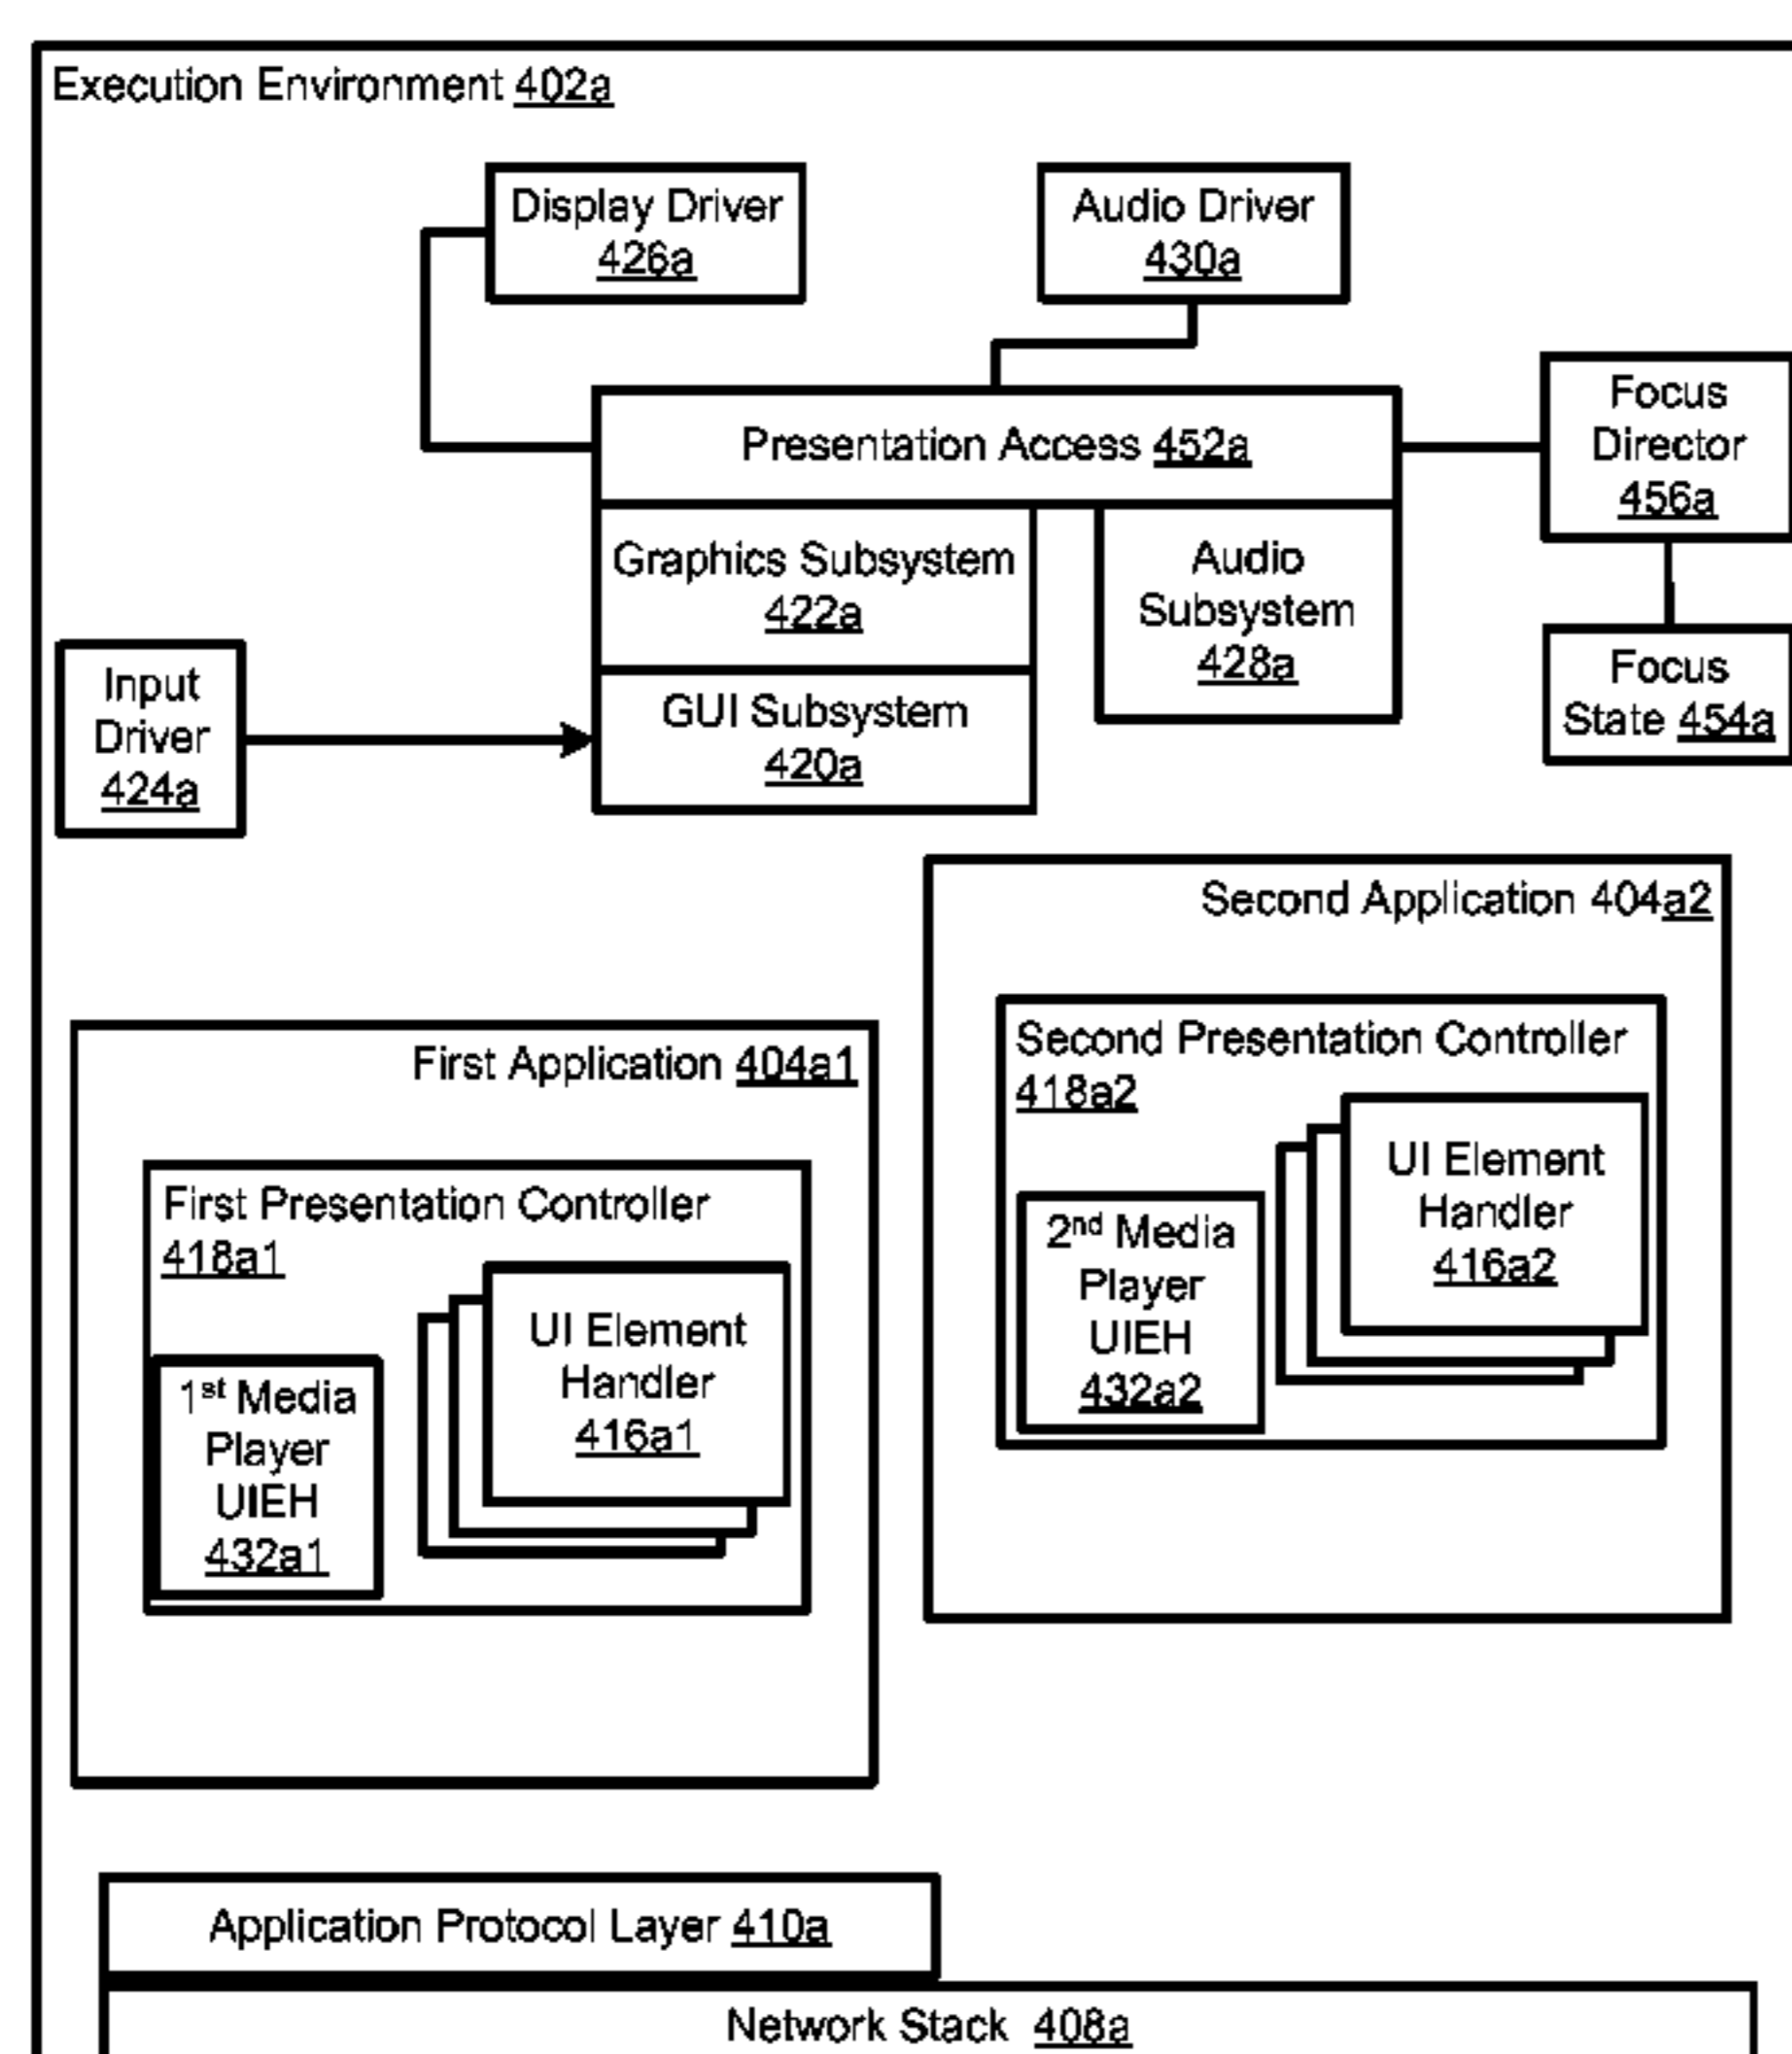 Execution Environment 402a
Display Driver
426a
Audio Driver
430a
Presentation Access 452a
Focus
Director
456a
Graphics Subsystem
422a
Audio
Subsystem
428a
Input
Driver
424a
GUI Subsystem
420a
Focus
State 454a
Second Application 404a2
Second Presentation Controller
418a2
UI Element
Handler
416a2
2nd Media
Player
UIEH
432a2
First Application 404a1
First Presentation Controller
418a1
UI Element
Handler
416a1
1st Media
Player
UIEH
432a1
Application Protocol Layer 410a
Network Stack 408a